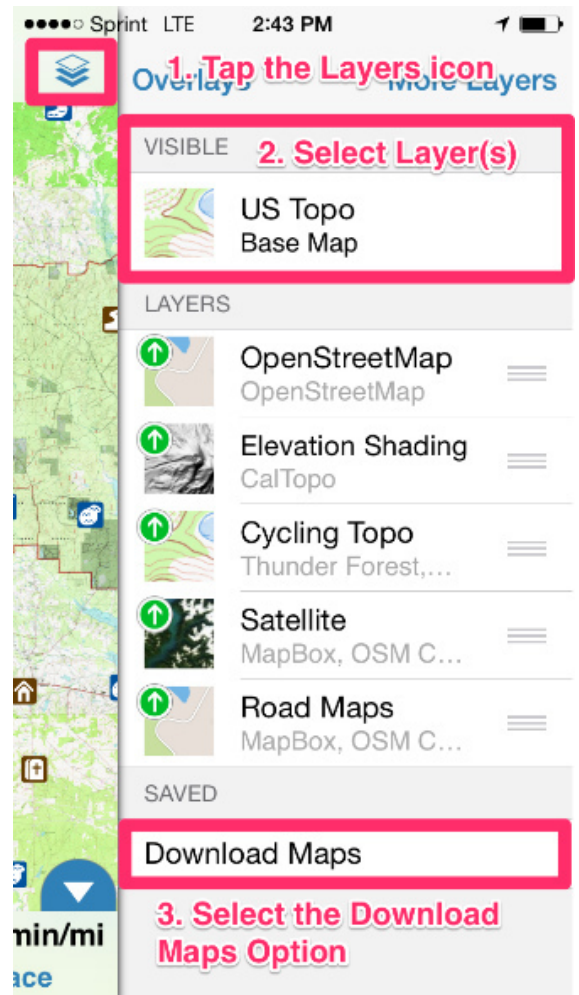 Sprint LTE 2:43 PM
1. Tap the Layers icon
Overlays More Layers
VISIBLE
2. Select Layer(s)
US Topo
Base Map
LAYERS
OpenStreetMap
OpenStreetMap
Elevation Shading
CalTopo
Cycling Topo
Thunder Forest,...
Satellite
MapBox, OSM C...
Road Maps
MapBox, OSM C...
SAVED
Download Maps
3. Select the Download
Maps Option
min/mi
ace